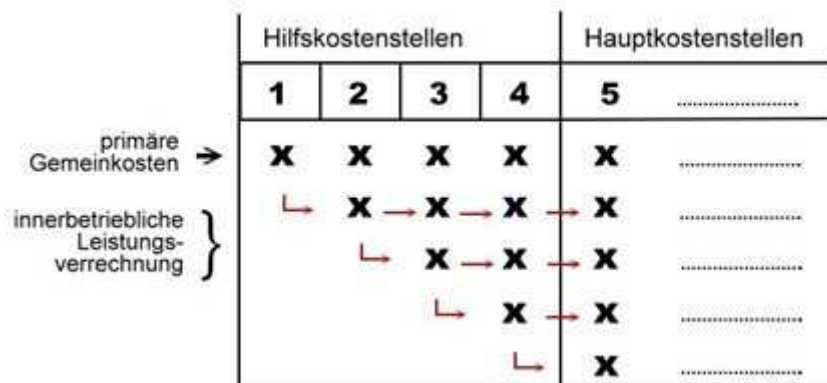 Hilfskostenstellen Hauptkostenstellen
1 2 3 4 5 ....................
primäre
Gemeinkosten → X X X X X ....................
innerbetriebliche
Leistungs-
verrechnung
X X X X ....................
X X X ....................
X X ....................
X ....................